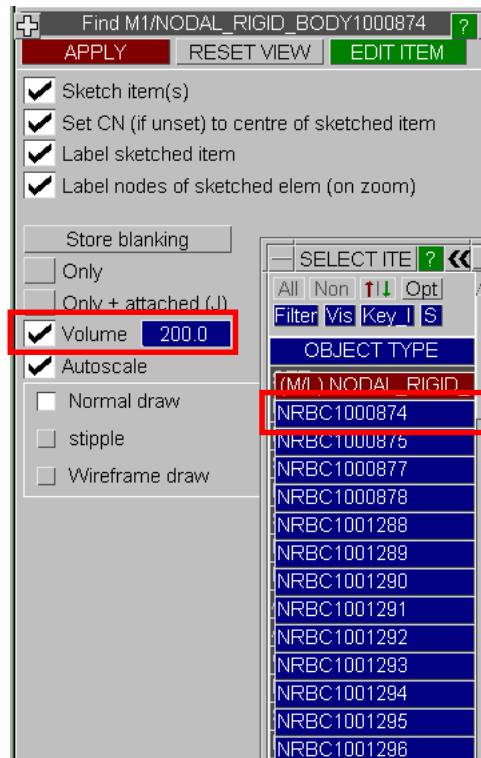 Find M1/NODAL_RIGID_BODY1000874 ?
APPLY RESET VIEW EDIT ITEM
Sketch item(s)
Set CN (if unset) to centre of sketched item
Label sketched item
Label nodes of sketched elem (on zoom)
Store blanking
Only
Only + attached (J)
Volume 200.0
Autoscale
Normal draw
stipple
Wireframe draw
SELECT ITE ?
All Non Opt
Filter Vis Key_I S
OBJECT TYPE
(M/L) NODAL_RIGID_
NRBC1000874
NRBC1000875
NRBC1000877
NRBC1000878
NRBC1001288
NRBC1001289
NRBC1001290
NRBC1001291
NRBC1001292
NRBC1001293
NRBC1001294
NRBC1001295
NRBC1001296